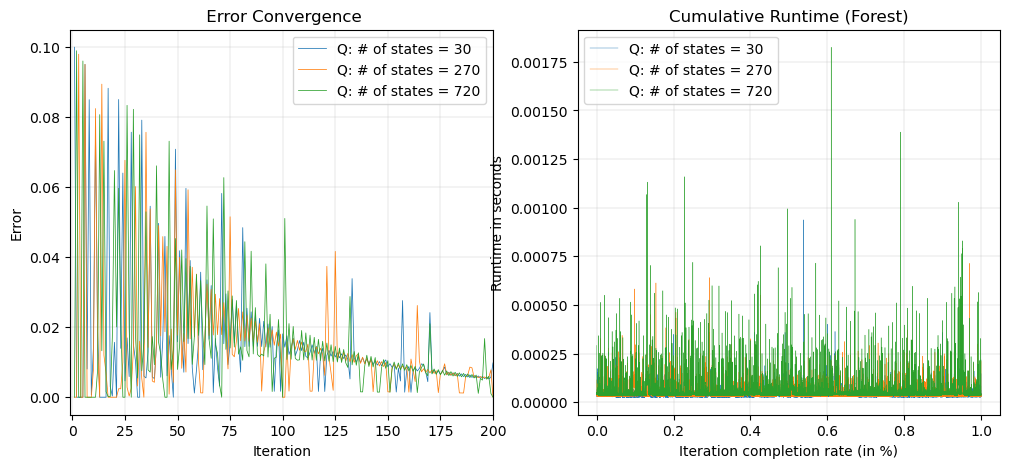 Error Convergence
Q: # of states = 30
Q: # of states = 270
Q: # of states = 720
0.10
0.08
0.06
0.04
0.02
0.00
Error
0 25 50 75 100 125 150 175 200
Iteration
Cumulative Runtime (Forest)
Q: # of states = 30
Q: # of states = 270
Q: # of states = 720
0.00175
0.00150
0.00125
0.00100
0.00075
0.00050
0.00025
0.00000
Runtime in seconds
0.0 0.2 0.4 0.6 0.8 1.0
Iteration completion rate (in %)